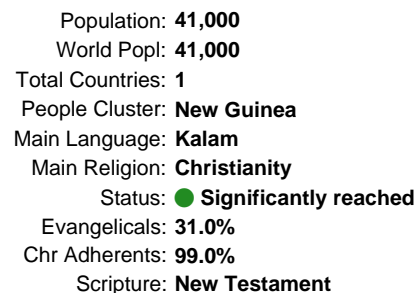 Population: 41,000
World Popl: 41,000
Total Countries: 1
People Cluster: New Guinea
Main Language: Kalam
Main Religion: Christianity
Status: Significantly reached
Evangelicals: 31.0%
Chr Adherents: 99.0%
Scripture: New Testament